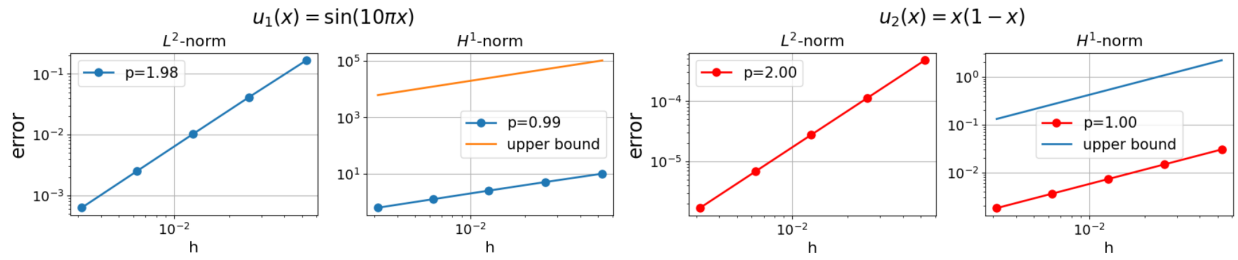 u₁(x) = sin(10πx)
u₂(x) = x(1 − x)
L²-norm
H¹-norm
L²-norm
H¹-norm
error
10⁻¹
10⁻²
10⁻³
p=1.98
10⁻²
h
10⁵
10³
10¹
p=0.99
upper bound
10⁻²
h
error
10⁻⁴
10⁻⁵
p=2.00
10⁻²
h
10⁰
10⁻¹
10⁻²
p=1.00
upper bound
10⁻²
h